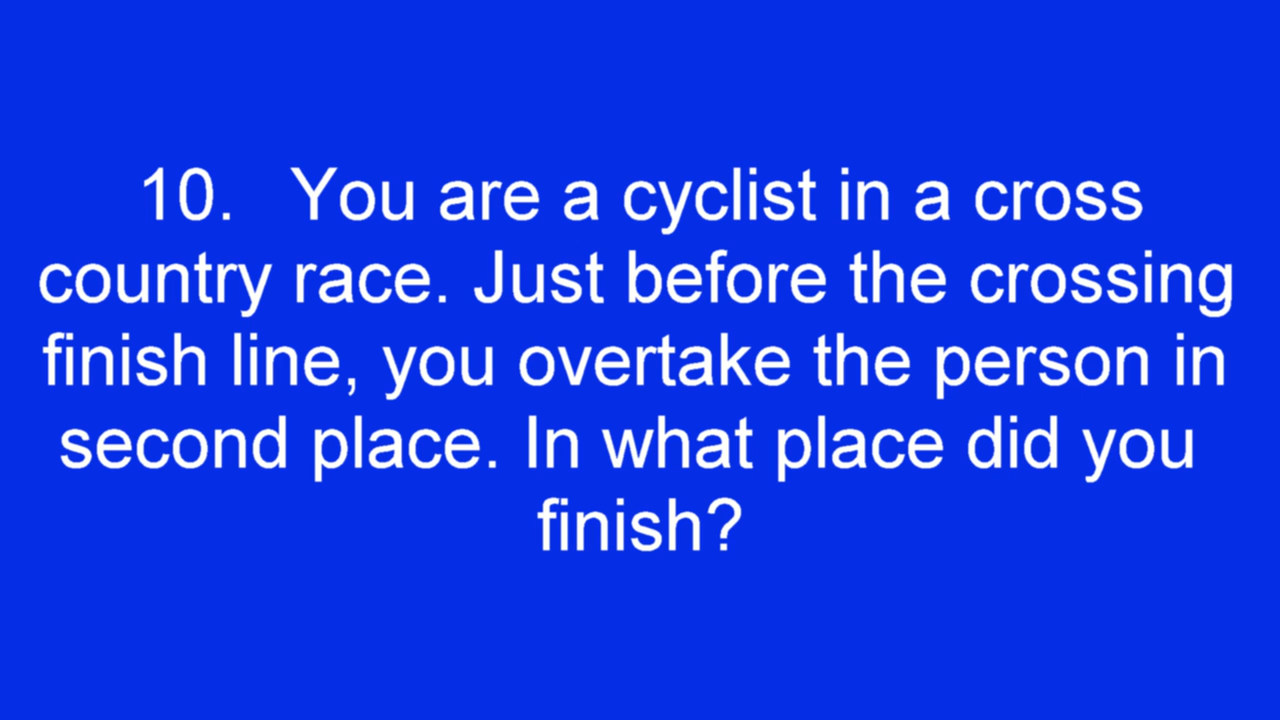 10. You are a cyclist in a cross
country race. Just before the crossing
finish line, you overtake the person in
second place. In what place did you
finish?